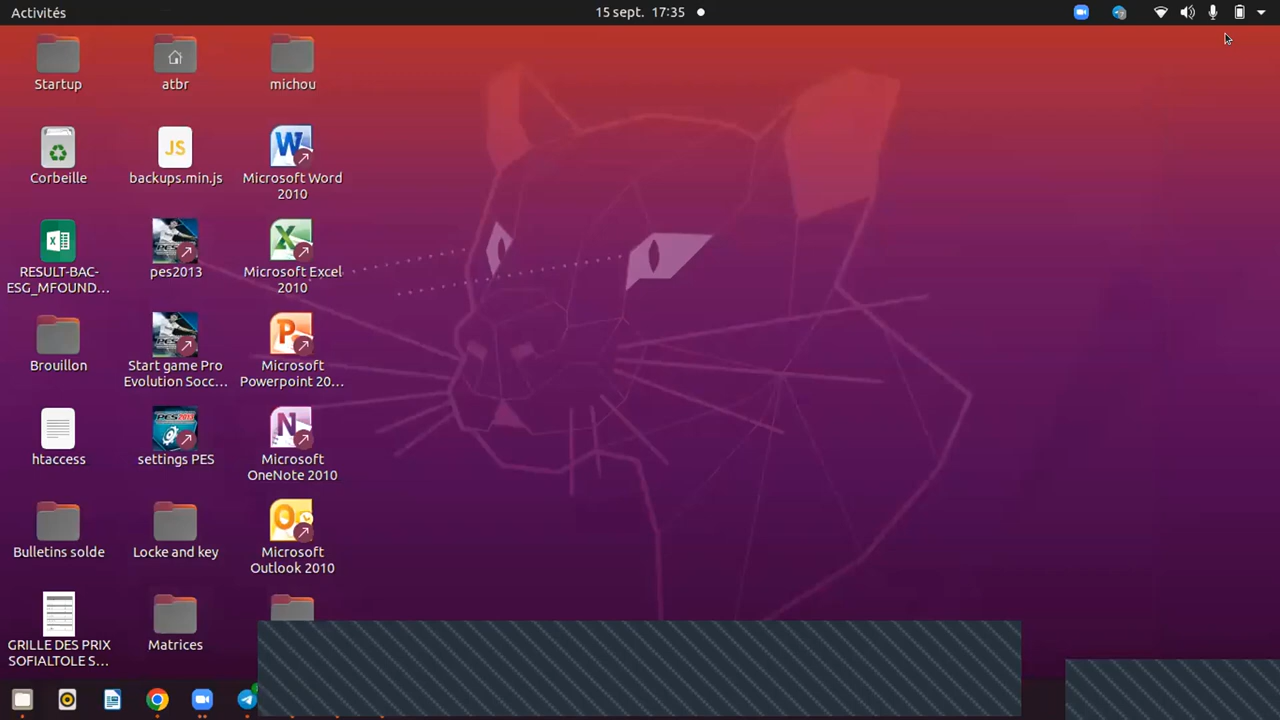 Activités
15 sept. 17:35
Startup
atbr
michou
Corbeille
JS
backups.min.js
Microsoft Word
2010
RESULT-BAC-
ESG_MFOUND...
pes2013
Microsoft Excel
2010
Brouillon
Start game Pro
Evolution Socc...
Microsoft
Powerpoint 20...
htaccess
settings PES
Microsoft
OneNote 2010
Bulletins solde
Locke and key
Microsoft
Outlook 2010
GRILLE DES PRIX
SOFIALTOLE S...
Matrices